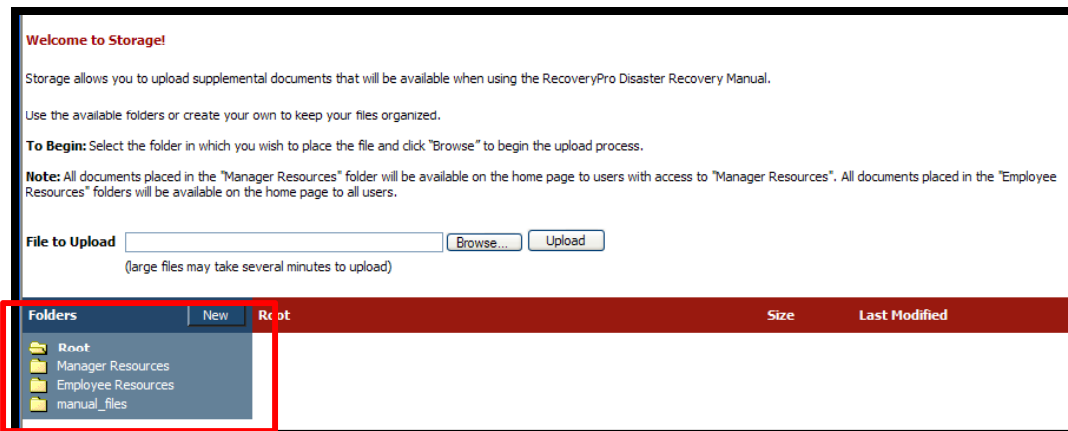 Welcome to Storage!
Storage allows you to upload supplemental documents that will be available when using the RecoveryPro Disaster Recovery Manual.
Use the available folders or create your own to keep your files organized.
To Begin: Select the folder in which you wish to place the file and click "Browse" to begin the upload process.
Note: All documents placed in the "Manager Resources" folder will be available on the home page to users with access to "Manager Resources". All documents placed in the "Employee
Resources" folders will be available on the home page to all users.
File to Upload Browse... Upload
(large files may take several minutes to upload)
Folders New Root Size Last Modified
Root
Manager Resources
Employee Resources
manual_files